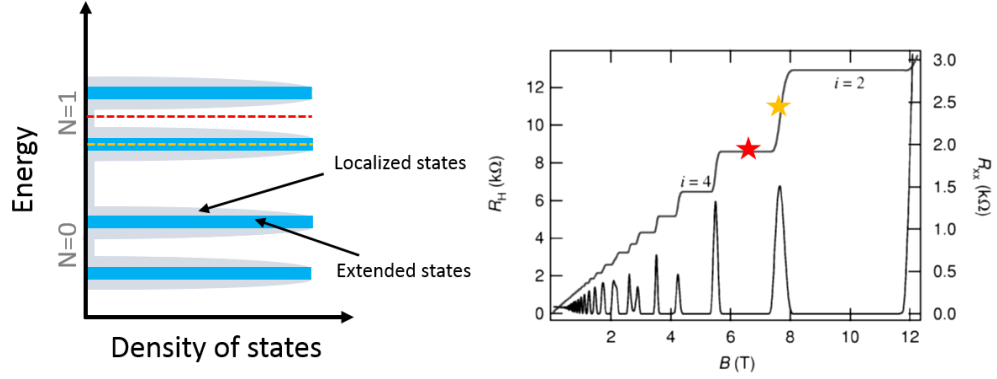 Energy
N=1
N=0
Localized states
Extended states
Density of states
R_H (kΩ)
12
10
8
6
4
2
0
i = 2
i = 4
2
4
6
8
10
12
B (T)
3.0
2.5
2.0
1.5
1.0
0.5
0.0
R_xx (kΩ)